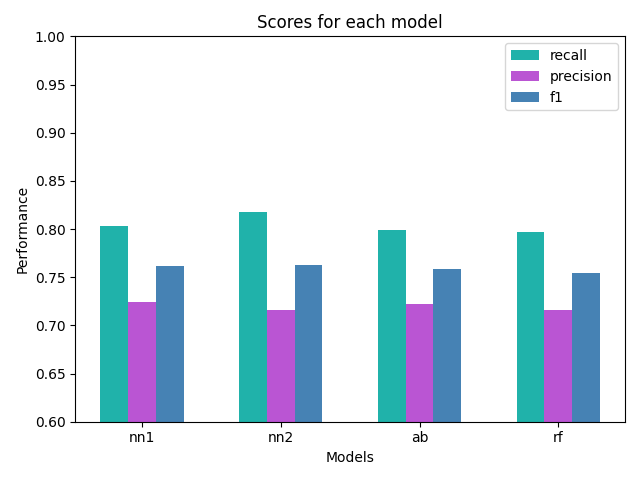 Scores for each model
1.00
0.95
0.90
0.85
0.80
0.75
0.70
0.65
0.60
Performance
recall
precision
f1
nn1
nn2
ab
rf
Models